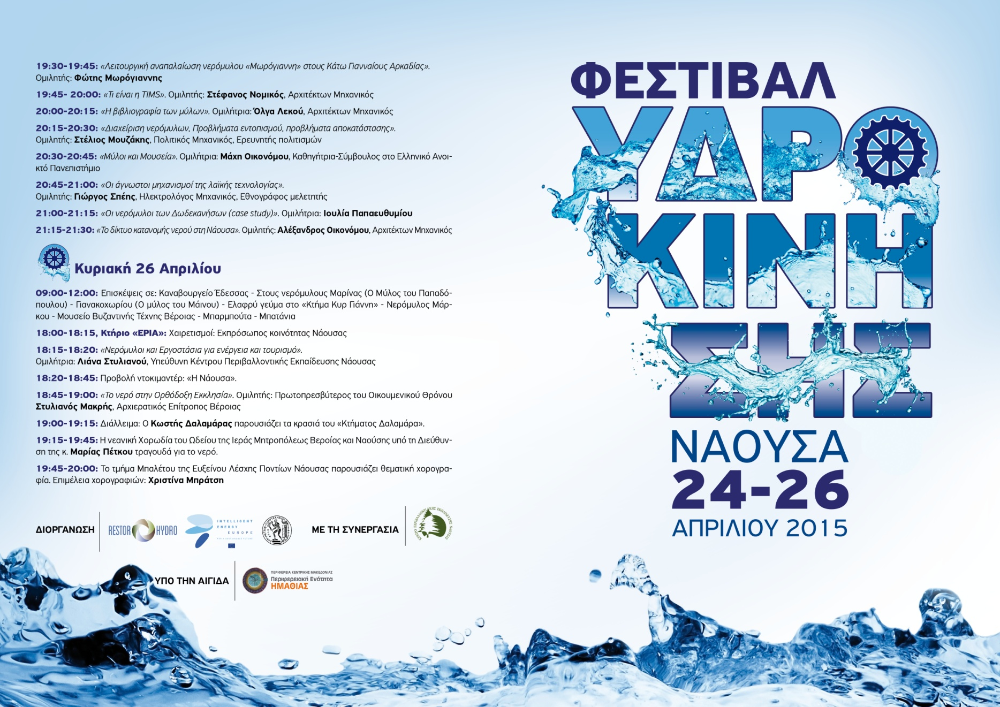 19:30-19:45: «Λειτουργική αναπαλαίωση νερόμυλου «Μωρόγιαννη» στους Κάτω Γιανναίους Αρκαδίας».
Ομιλητής: Φώτης Μωρόγιαννης
19:45- 20:00: «Τι είναι η TIMS». Ομιλητής: Στέφανος Νομικός, Αρχιτέκτων Μηχανικός
20:00-20:15: «Η βιβλιογραφία των μύλων». Ομιλήτρια: Όλγα Λεκού, Αρχιτέκτων Μηχανικός
20:15-20:30: «Διαχείριση νερόμυλων, Προβλήματα εντοπισμού, προβλήματα αποκατάστασης».
Ομιλητής: Στέλιος Μουζάκης, Πολιτικός Μηχανικός, Ερευνητής πολιτισμών
20:30-20:45: «Μύλοι και Μουσεία». Ομιλήτρια: Μάχη Οικονόμου, Καθηγήτρια-Σύμβουλος στο Ελληνικό Ανοι-
κτό Πανεπιστήμιο
20:45-21:00: «Οι άγνωστοι μηχανισμοί της λαϊκής τεχνολογίας».
Ομιλητής: Γιώργος Σπέης, Ηλεκτρολόγος Μηχανικός, Εθνογράφος μελετητής
21:00-21:15: «Οι νερόμυλοι των Δωδεκανήσων (case study)». Ομιλήτρια: Ιουλία Παπαευθυμίου
21:15-21:30: «Το δίκτυο κατανομής νερού στη Νάουσα». Ομιλητής: Αλέξανδρος Οικονόμου, Αρχιτέκτων Μηχανικός
Κυριακή 26 Απριλίου
09:00-12:00: Επισκέψεις σε: Καναβουργείο Έδεσσας - Στους νερόμυλους Μαρίνας (Ο Μύλος του Παπαδό-
πουλου) - Γιανακοχωρίου (Ο μύλος του Μάινου) - Ελαφρύ γεύμα στο «Κτήμα Κυρ Γιάννη» - Νερόμυλος Μάρ-
κου - Μουσείο Βυζαντινής Τέχνης Βέροιας - Μπαρμπούτα - Μπατάνια
18:00-18:15, Κτήριο «ΕΡΙΑ»: Χαιρετισμοί: Εκπρόσωπος κοινότητας Νάουσας
18:15-18:20: «Νερόμυλοι και Εργοστάσια για ενέργεια και τουρισμό».
Ομιλήτρια: Λιάνα Στυλιανού, Υπεύθυνη Κέντρου Περιβαλλοντικής Εκπαίδευσης Νάουσας
18:20-18:45: Προβολή ντοκιμαντέρ: «Η Νάουσα».
18:45-19:00: «Το νερό στην Ορθόδοξη Εκκλησία». Ομιλητής: Πρωτοπρεσβύτερος του Οικουμενικού Θρόνου
Στυλιανός Μακρής, Αρχιερατικός Επίτροπος Βέροιας
19:00-19:15: Διάλλειμα: Ο Κωστής Δαλαμάρας παρουσιάζει τα κρασιά του «Κτήματος Δαλαμάρα».
19:15-19:45: Η νεανική Χορωδία του Ωδείου της Ιεράς Μητροπόλεως Βεροίας και Ναούσης υπό τη Διεύθυν-
ση της κ. Μαρίας Πέτκου τραγουδά για το νερό.
19:45-20:00: Το τμήμα Μπαλέτου της Ευξείνου Λέσχης Ποντίων Νάουσας παρουσιάζει θεματική χορογρα-
φία. Επιμέλεια χορογραφιών: Χριστίνα Μπράτση
ΔΙΟΡΓΑΝΩΣΗ
RESTOR HYDRO
INTELLIGENT
ENERGY
EUROPE
FOR A SUSTAINABLE FUTURE
ΜΕ ΤΗ ΣΥΝΕΡΓΑΣΙΑ
ΚΕΝΤΡΟ ΠΕΡΙΒΑΛΛΟΝΤΙΚΗΣ ΕΚΠΑΙΔΕΥΣΗΣ ΝΑΟΥΣΑΣ
ΥΠΟ ΤΗΝ ΑΙΓΙΔΑ
ΠΕΡΙΦΕΡΕΙΑ ΚΕΝΤΡΙΚΗΣ ΜΑΚΕΔΟΝΙΑΣ
Περιφερειακή Ενότητα
ΗΜΑΘΙΑΣ
ΦΕΣΤΙΒΑΛ
ΥΔΡΟ
ΚΙΝΗ
ΣΗΣ
ΝΑΟΥΣΑ
24-26
ΑΠΡΙΛΙΟΥ 2015